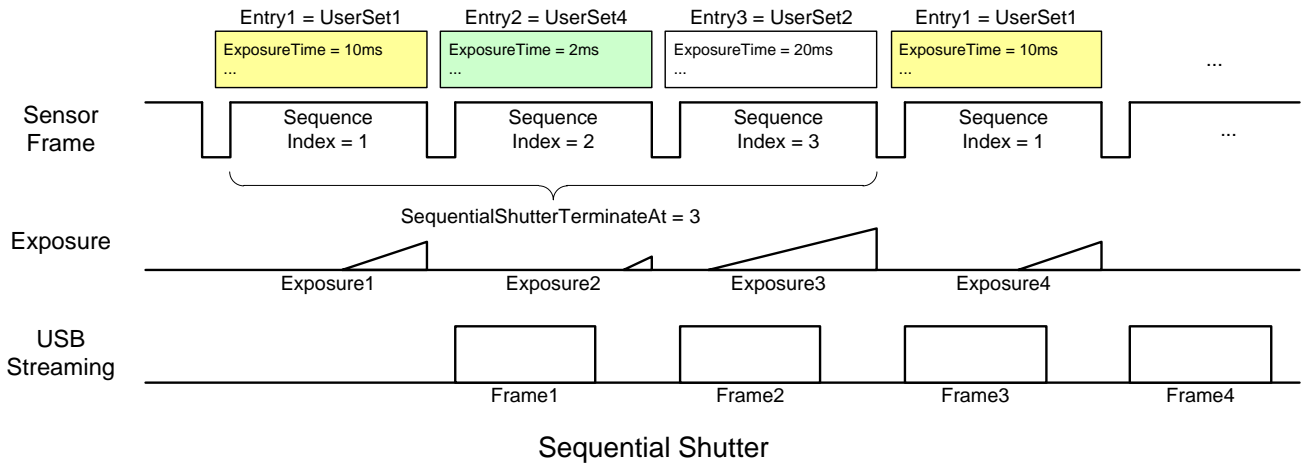 Entry1 = UserSet1 Entry2 = UserSet4 Entry3 = UserSet2 Entry1 = UserSet1
ExposureTime = 10ms ExposureTime = 2ms ExposureTime = 20ms ExposureTime = 10ms
... ... ... ... ...
Sensor Frame
Sequence Index = 1
Sequence Index = 2
Sequence Index = 3
Sequence Index = 1
...
SequentialShutterTerminateAt = 3
Exposure
Exposure1 Exposure2 Exposure3 Exposure4
USB
Streaming
Frame1 Frame2 Frame3 Frame4
Sequential Shutter